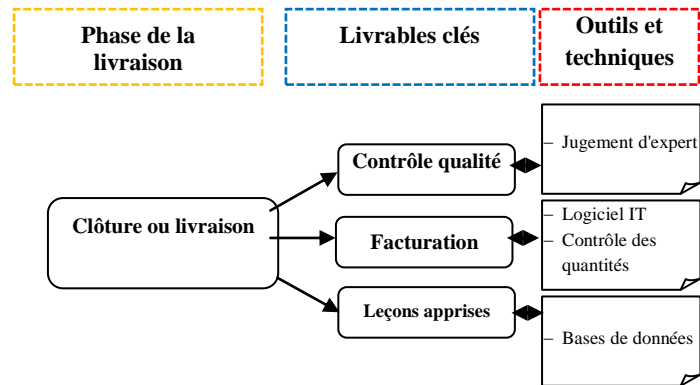 Phase de la
livraison
Livrables clés
Outils et
techniques
Clôture ou livraison
Contrôle qualité
– Jugement d'expert
Facturation
– Logiciel IT
– Contrôle des
quantités
Leçons apprises
– Bases de données